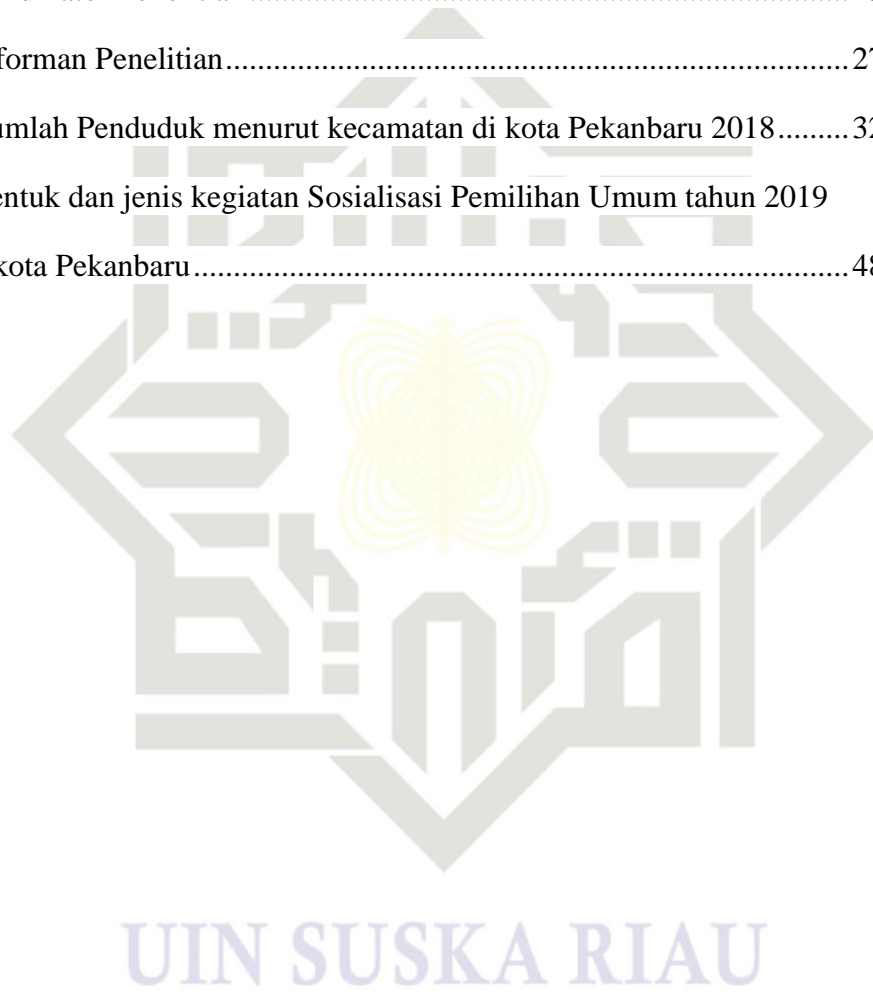 forman Penelitian........................................................................27
umlah Penduduk menurut kecamatan di kota Pekanbaru 2018.........32
entuk dan jenis kegiatan Sosialisasi Pemilihan Umum tahun 2019
kota Pekanbaru............................................................................48
UIN SUSKA RIAU